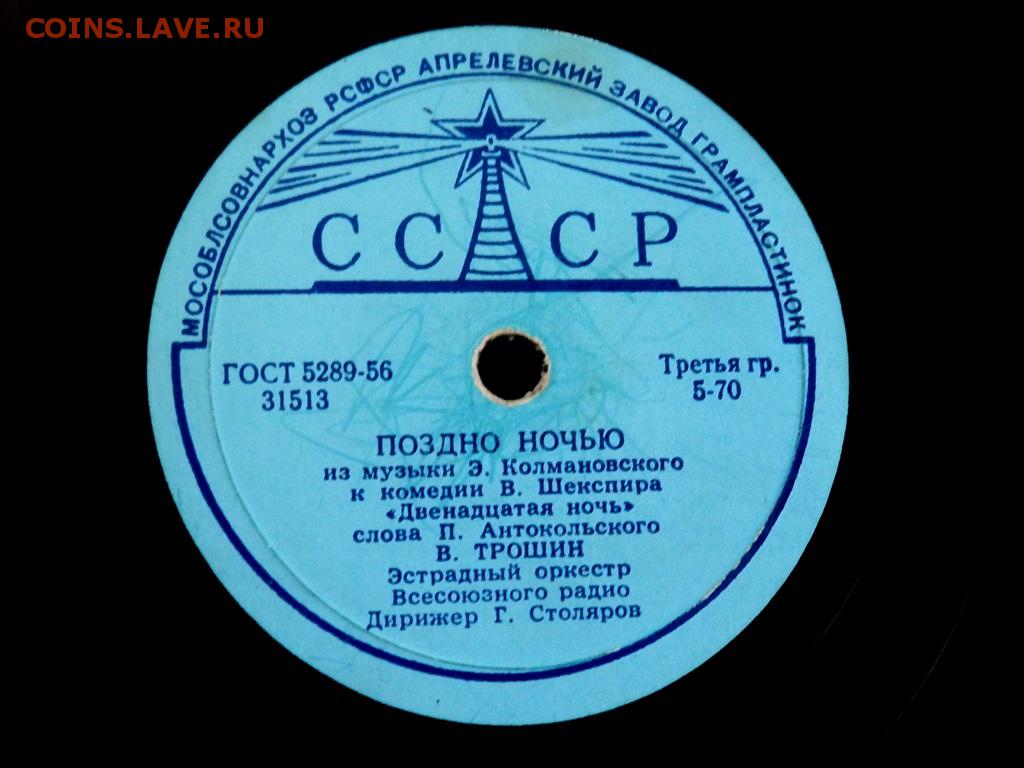 COINS.LAVE.RU
МОСОБЛСОВНАРХОЗ РСФСР АПРЕЛЕВСКИЙ ЗАВОД ГРАМПЛАСТИНОК
СССР
ГОСТ 5289-56
31513
Третья гр.
5-70
ПОЗДНО НОЧЬЮ
из музыки Э. Колмановского
к комедии В. Шекспира
«Двенадцатая ночь»
слова П. Антокольского
В. ТРОШИН
Эстрадный оркестр
Всесоюзного радио
Дирижер Г. Столяров